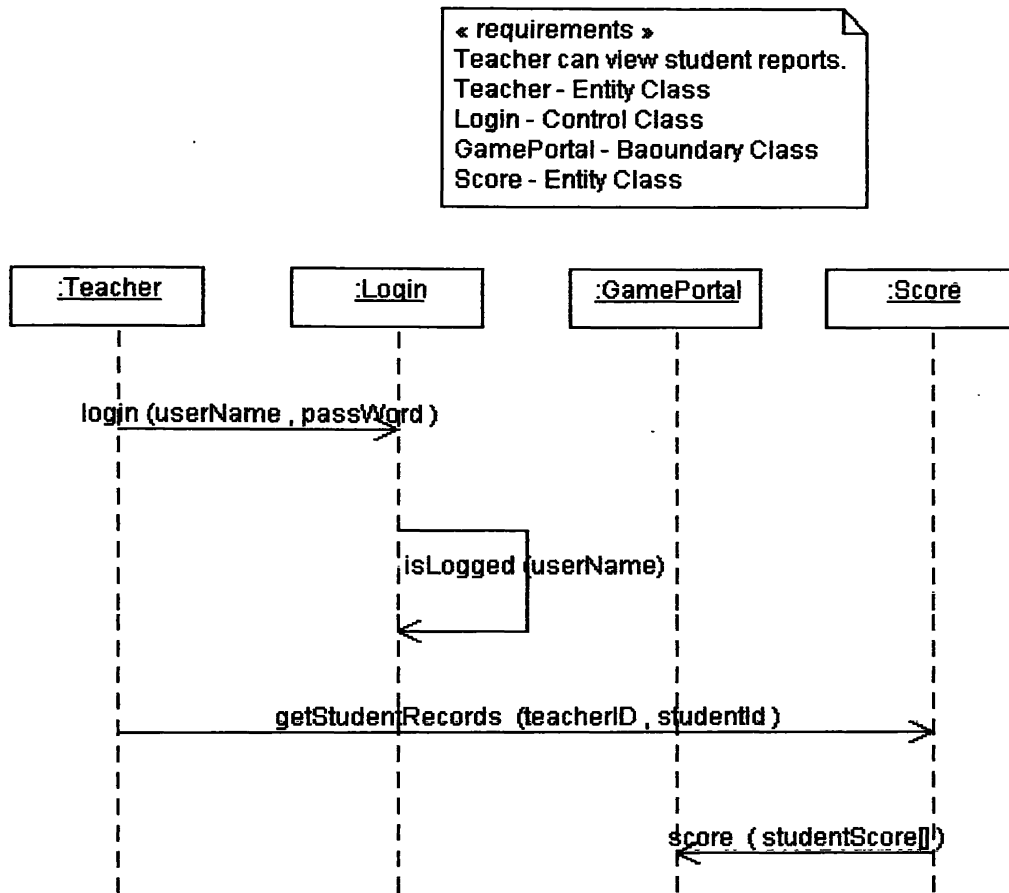 « requirements »
Teacher can view student reports.
Teacher - Entity Class
Login - Control Class
GamePortal - Baoundary Class
Score - Entity Class
:Teacher
:Login
:GamePortal
:Score
login (userName , passWord )
isLogged (userName)
getStudentRecords (teacherID , studentId )
score ( studentScore[] )